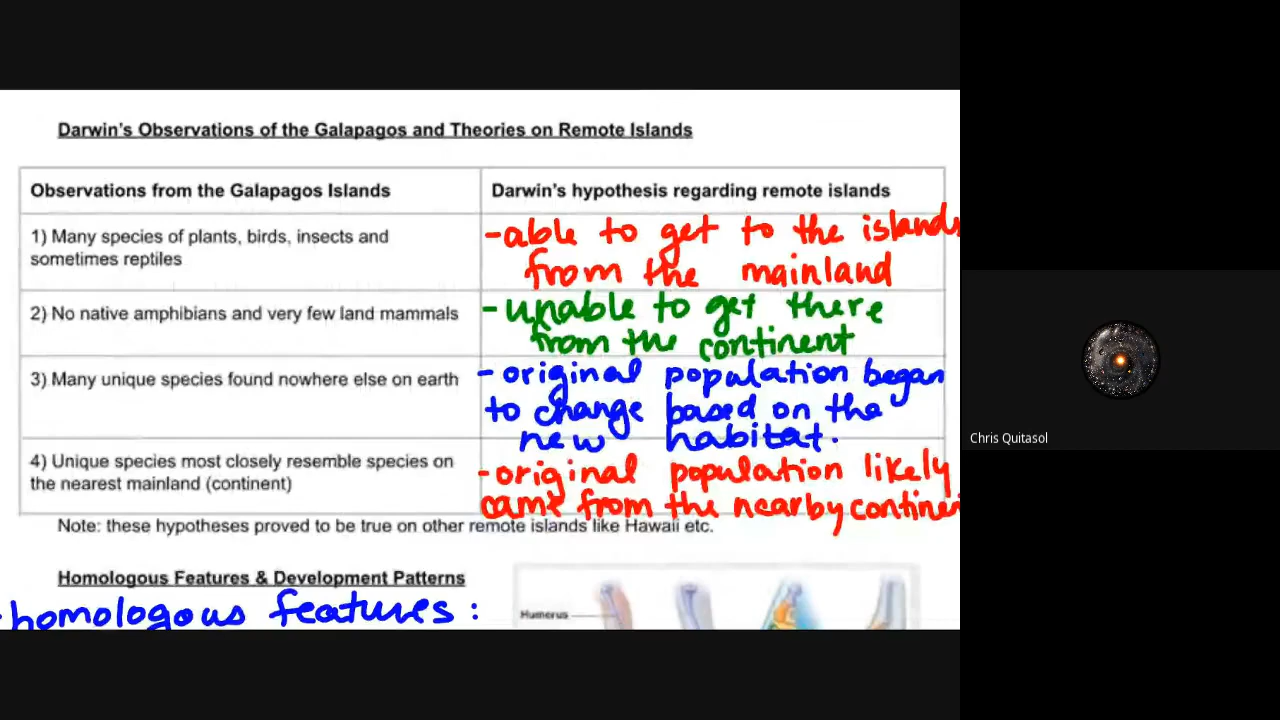 Darwin's Observations of the Galapagos and Theories on Remote Islands
Observations from the Galapagos Islands
Darwin's hypothesis regarding remote islands
1) Many species of plants, birds, insects and
sometimes reptiles
-able to get to the islands
from the mainland
2) No native amphibians and very few land mammals
-unable to get there
from the continent
3) Many unique species found nowhere else on earth
-original population began
to change based on the
new habitat.
4) Unique species most closely resemble species on
the nearest mainland (continent)
-original population likely
came from the nearby
Note: these hypotheses proved to be true on other remote islands like Hawaii etc.
Homologous Features & Development Patterns
-homologous features:
Humerus
Chris Quitasol